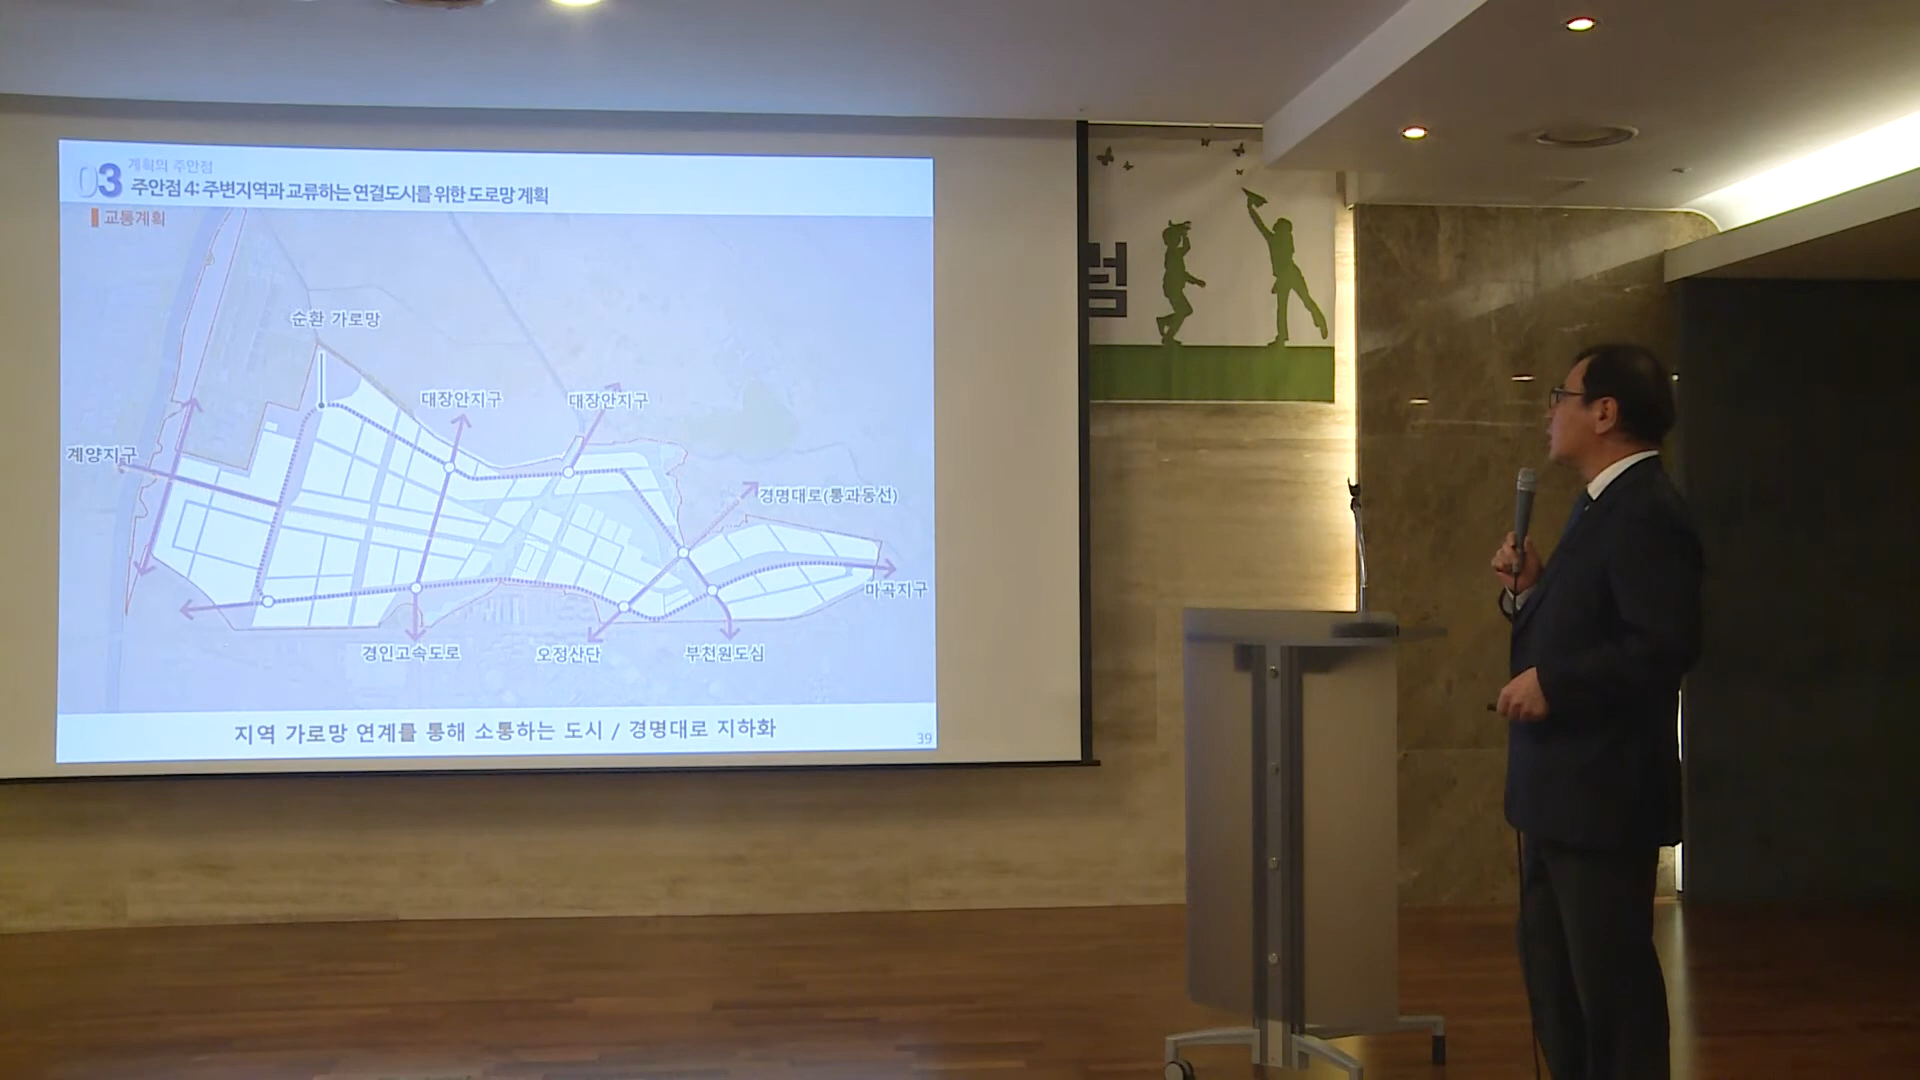 03 계획의 주안점
주안점 4: 주변지역과 교류하는 연결도시를 위한 도로망 계획
교통계획
순환 가로망
대장안지구
대장안지구
계양지구
경명대로(통과동선)
마곡지구
경인고속도로
오정산단
부천원도심
지역 가로망 연계를 통해 소통하는 도시 / 경명대로 지하화
39
럼